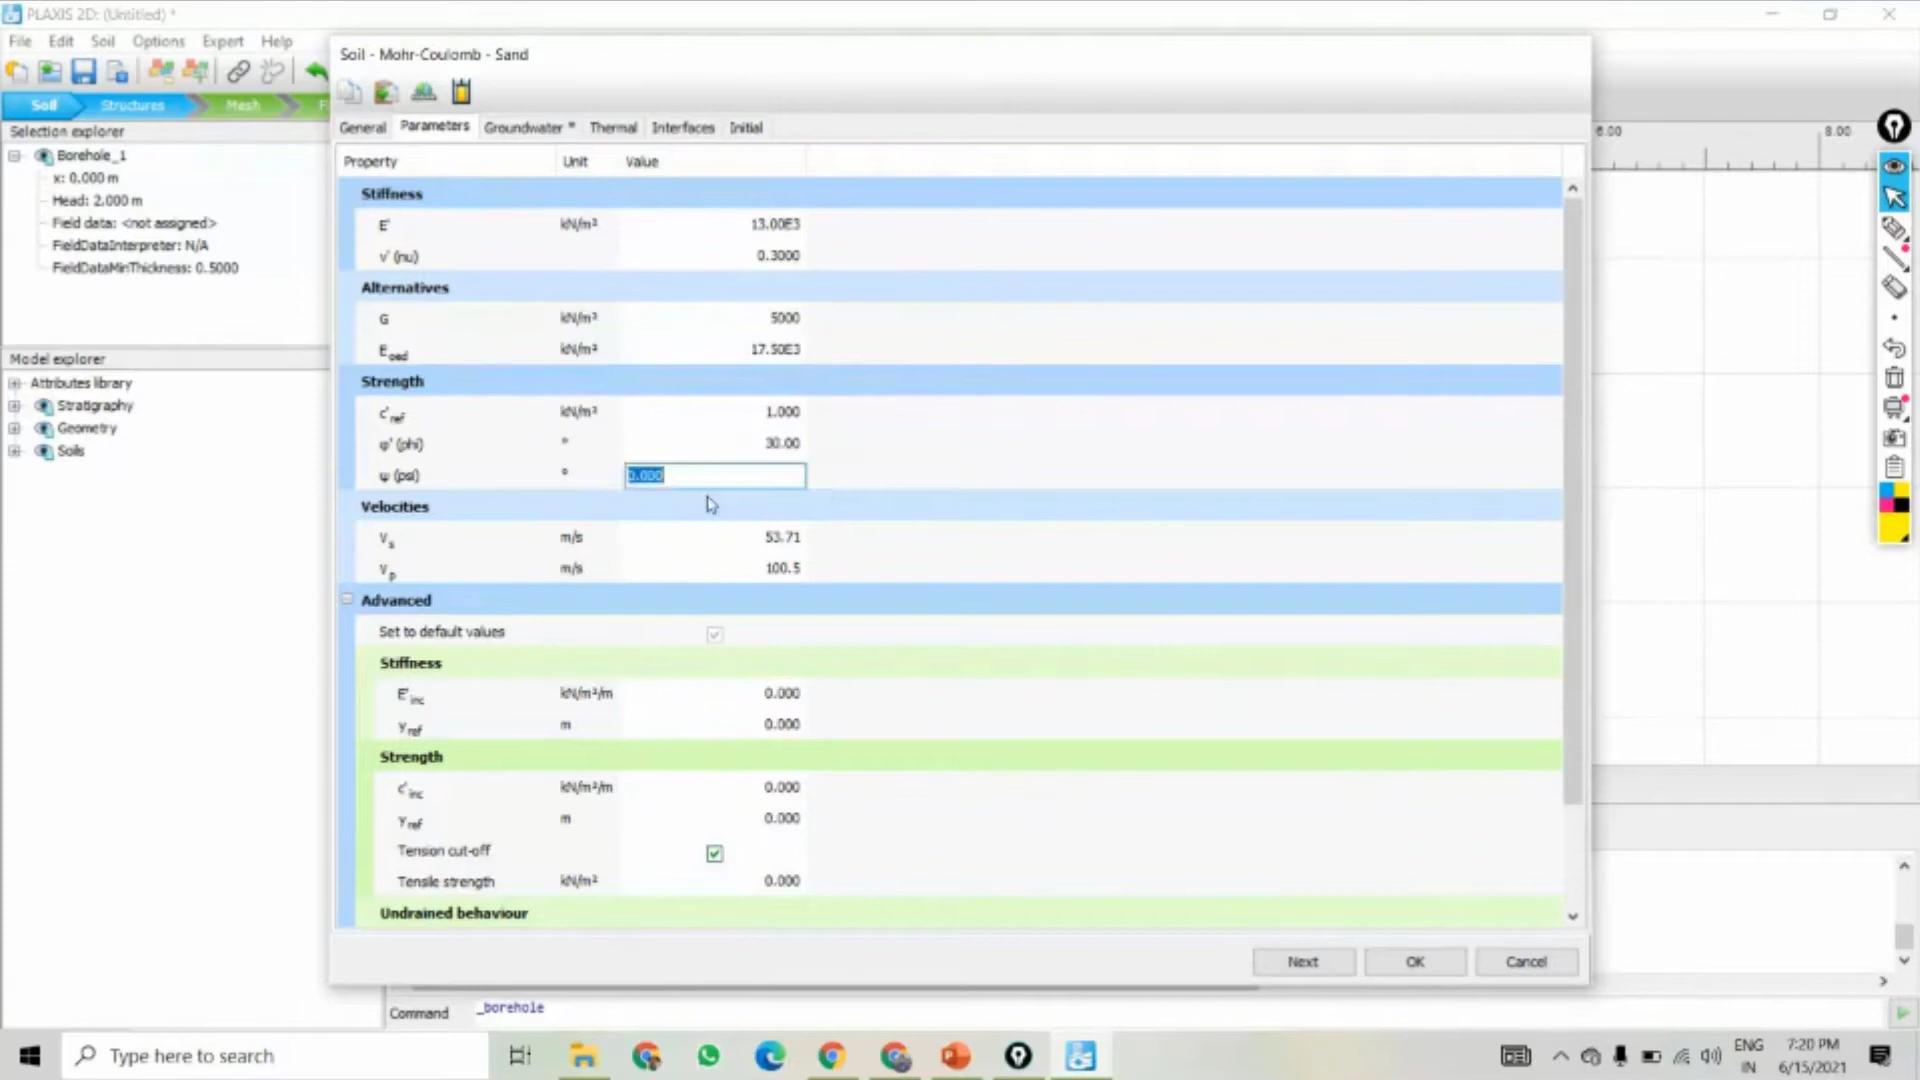 PLAXIS 2D: (Untitled) *
File Edit Soil Options Expert Help
Soil Structures Mesh F
Selection explorer
Borehole_1
x: 0.000 m
Head: 2.000 m
Field data: <not assigned>
FieldDataInterpreter: N/A
FieldDataMinThickness: 0.5000
Model explorer
Attributes library
Stratigraphy
Geometry
Soils
Soil - Mohr-Coulomb - Sand
General Parameters Groundwater * Thermal Interfaces Initial
Property Unit Value
Stiffness
E' kN/m² 13.00E3
ν' (nu) 0.3000
Alternatives
G kN/m² 5000
E oed kN/m² 17.50E3
Strength
c' ref kN/m² 1.000
φ' (phi) ° 30.00
ψ (psi) ° 0.000
Velocities
V s m/s 53.71
V p m/s 100.5
Advanced
Set to default values
Stiffness
E' inc kN/m²/m 0.000
y ref m 0.000
Strength
c' inc kN/m²/m 0.000
y ref m 0.000
Tension cut-off
Tensile strength kN/m² 0.000
Undrained behaviour
Next OK Cancel
6.00 8.00
Command _borehole
Type here to search
ENG
IN
7:20 PM
6/15/2021